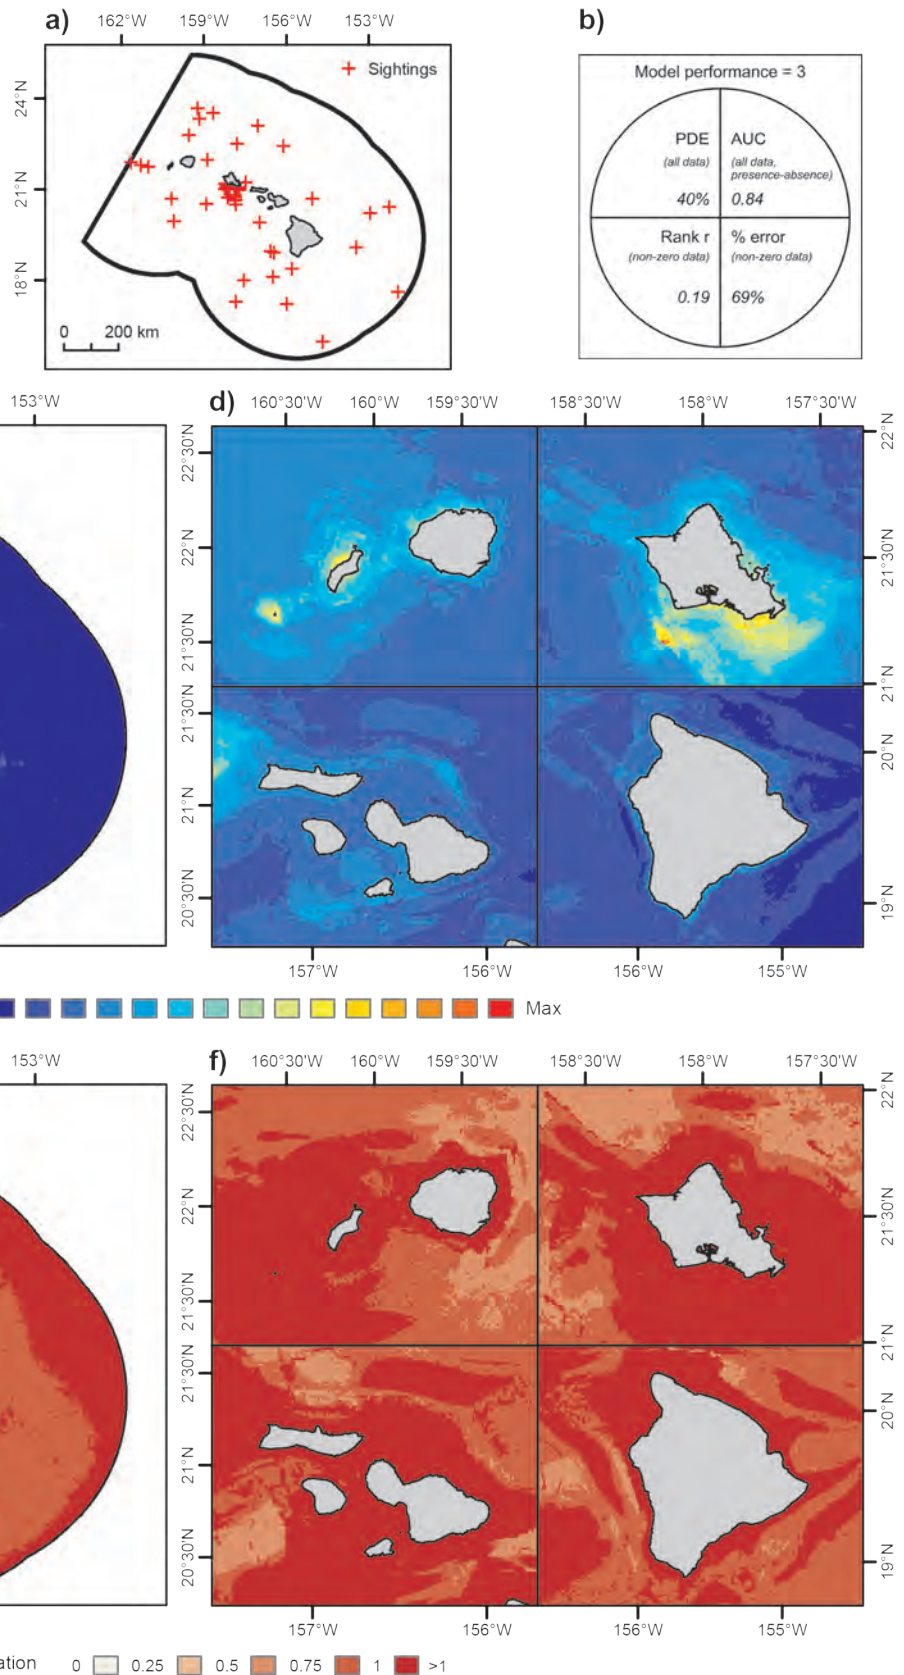 a)
b)
162°W 159°W 156°W 153°W
24°N
21°N
18°N
Sightings
0 200 km
Model performance = 3
PDE
(all data)
40%
AUC
(all data,
presence-absence)
0.84
Rank r
(non-zero data)
0.19
% error
(non-zero data)
69%
153°W
d)
160°30'W 160°W 159°30'W 158°30'W 158°W 157°30'W
22°30'N
22°N
21°30'N
22°N
21°30'N
21°N
21°30'N
21°N
20°30'N
20°N
19°N
157°W 156°W 156°W 155°W
Max
153°W
f)
160°30'W 160°W 159°30'W 158°30'W 158°W 157°30'W
22°30'N
22°N
21°30'N
22°N
21°30'N
21°N
21°30'N
21°N
20°30'N
20°N
19°N
157°W 156°W 156°W 155°W
ation 0 0.25 0.5 0.75 1 >1